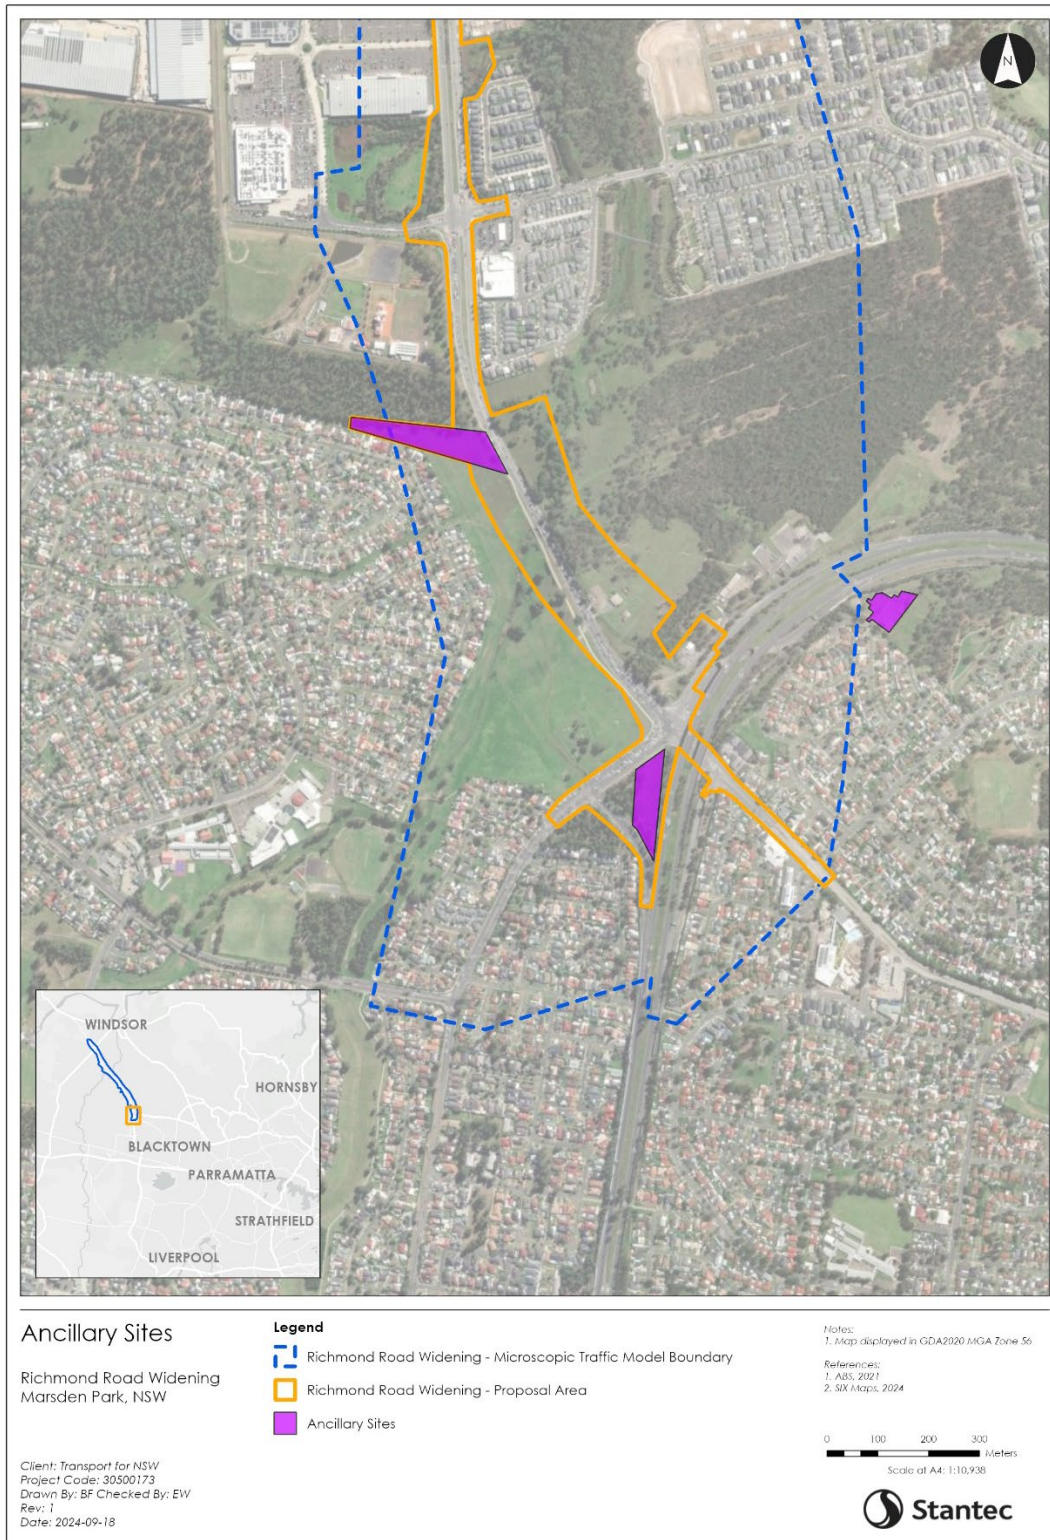 N
WINDSOR
HORNSBY
BLACKTOWN
PARRAMATTA
STRATHFIELD
LIVERPOOL
Ancillary Sites
Richmond Road Widening
Marsden Park, NSW
Client: Transport for NSW
Project Code: 30500173
Drawn By: BF Checked By: EW
Rev: 1
Date: 2024-09-18
Legend
Richmond Road Widening - Microscopic Traffic Model Boundary
Richmond Road Widening - Proposal Area
Ancillary Sites
Notes:
1. Map displayed in GDA2020 MGA Zone 56
References:
1. ABS, 2021
2. SIX Maps, 2024
0 100 200 300
Meters
Scale at A4: 1:10,938
Stantec